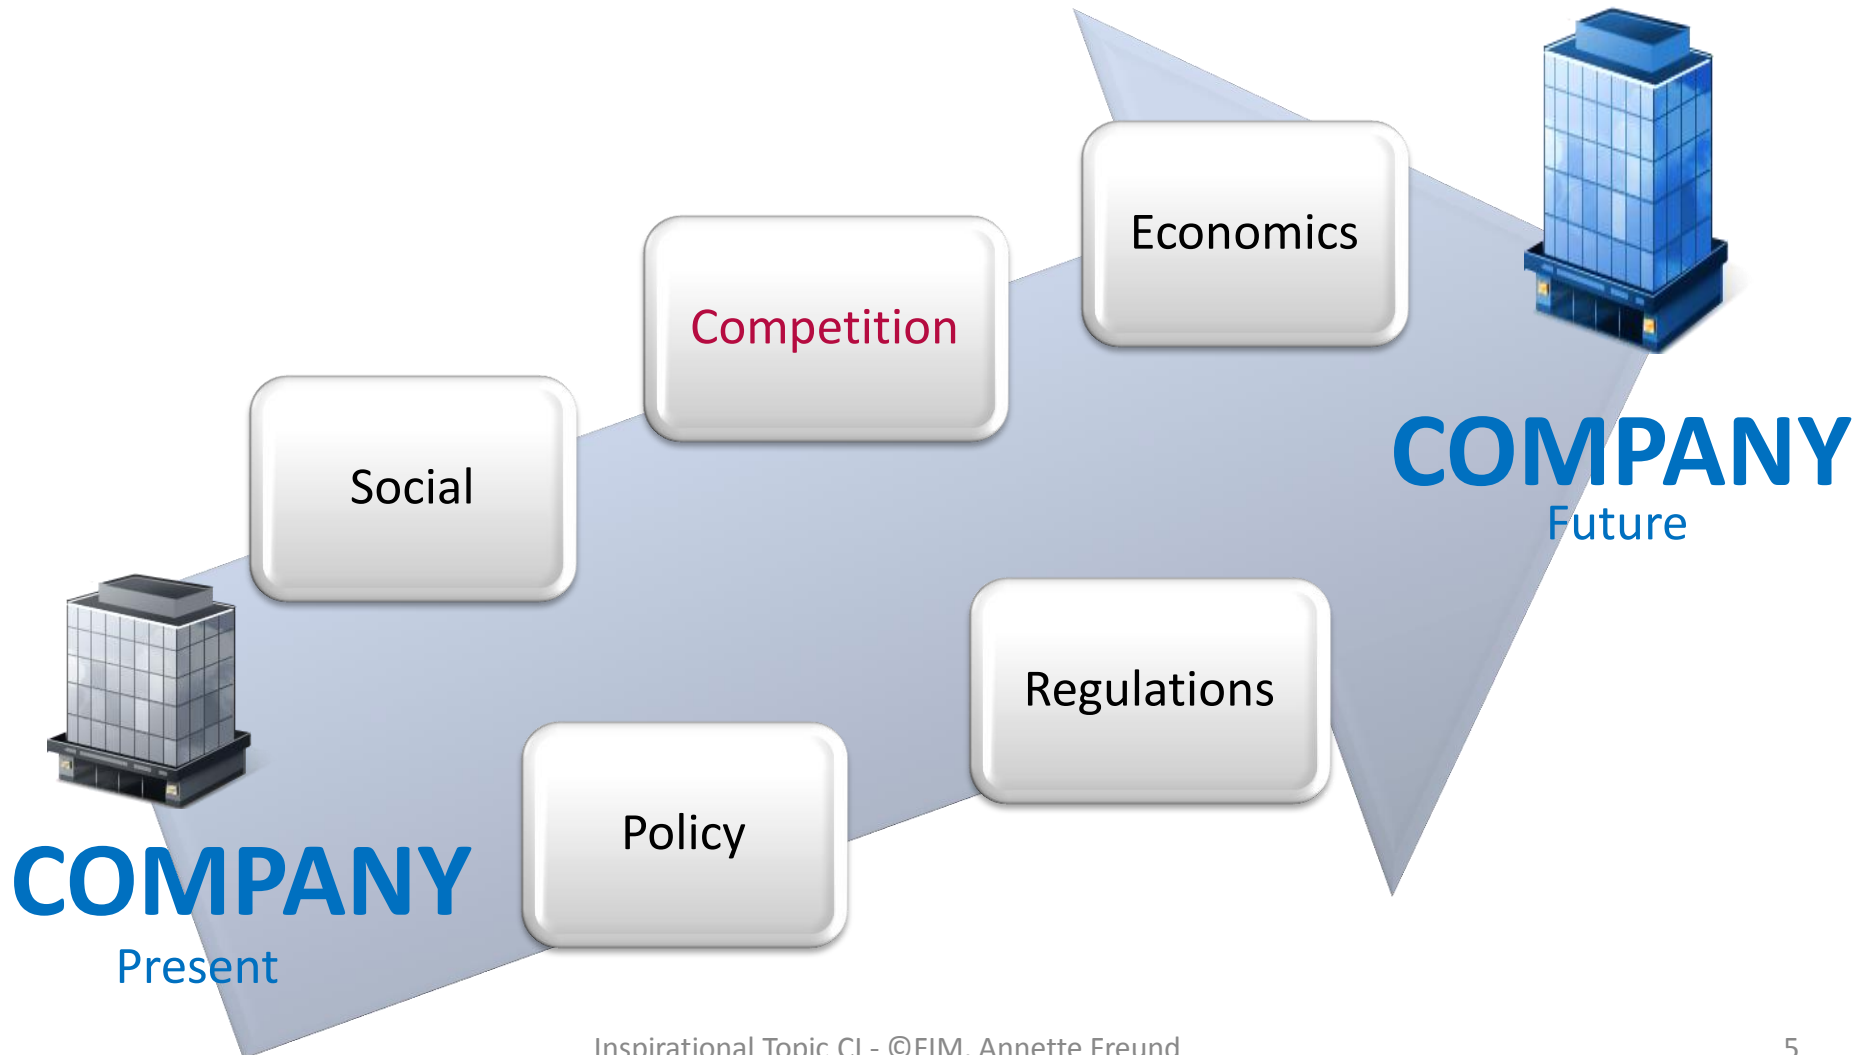 Economics
Competition
Social
COMPANY
Future
Regulations
Policy
COMPANY
Present
Inspirational Topic CI - ©FIM, Annette Freund
5